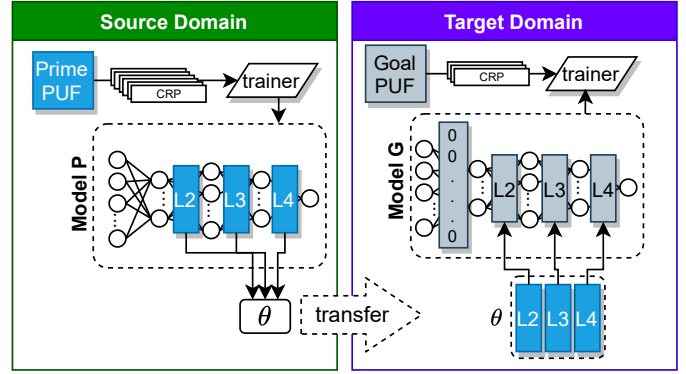 Source Domain
Prime
PUF
CRP
trainer
Model P
L2
L3
L4
θ
transfer
Target Domain
Goal
PUF
CRP
trainer
Model G
0
0
.
.
.
0
L2
L3
L4
θ
L2
L3
L4